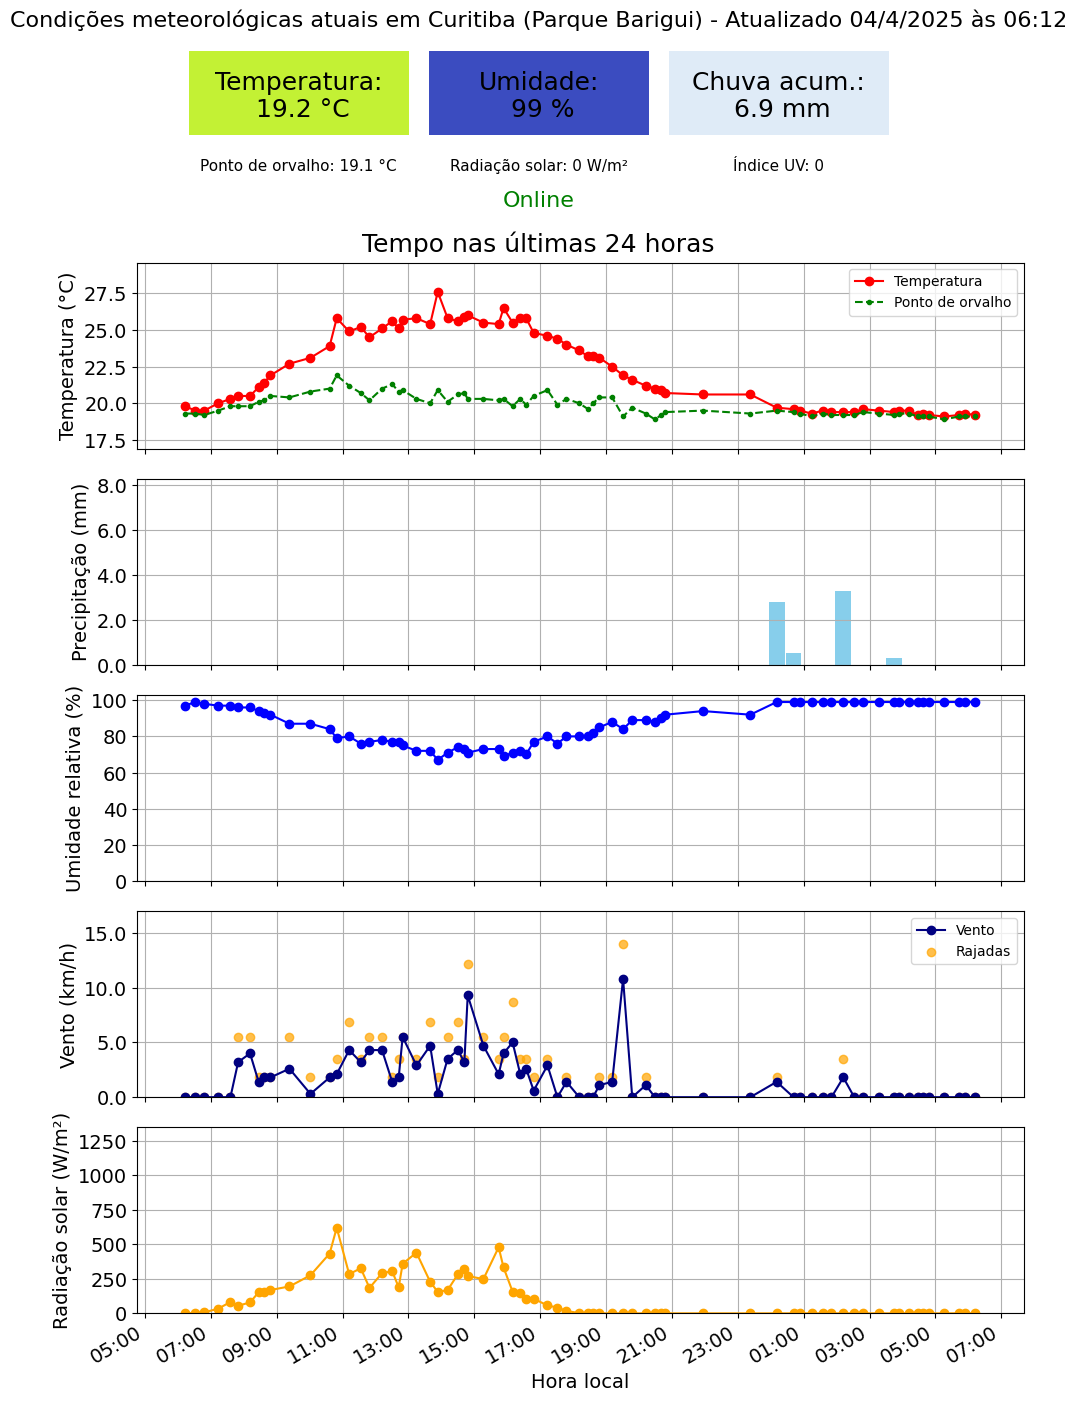 Condições meteorológicas atuais em Curitiba (Parque Barigui) - Atualizado 04/4/2025 às 06:12
Temperatura:
19.2 °C
Umidade:
99 %
Chuva acum.:
6.9 mm
Ponto de orvalho: 19.1 °C
Radiação solar: 0 W/m²
Índice UV: 0
Online
Tempo nas últimas 24 horas
Temperatura (°C)
27.5
25.0
22.5
20.0
17.5
Temperatura
Ponto de orvalho
Precipitação (mm)
8.0
6.0
4.0
2.0
0.0
Umidade relativa (%)
100
80
60
40
20
0
Vento (km/h)
15.0
10.0
5.0
0.0
Vento
Rajadas
Radiação solar (W/m²)
1250
1000
750
500
250
0
05:00 07:00 09:00 11:00 13:00 15:00 17:00 19:00 21:00 23:00 01:00 03:00 05:00 07:00
Hora local